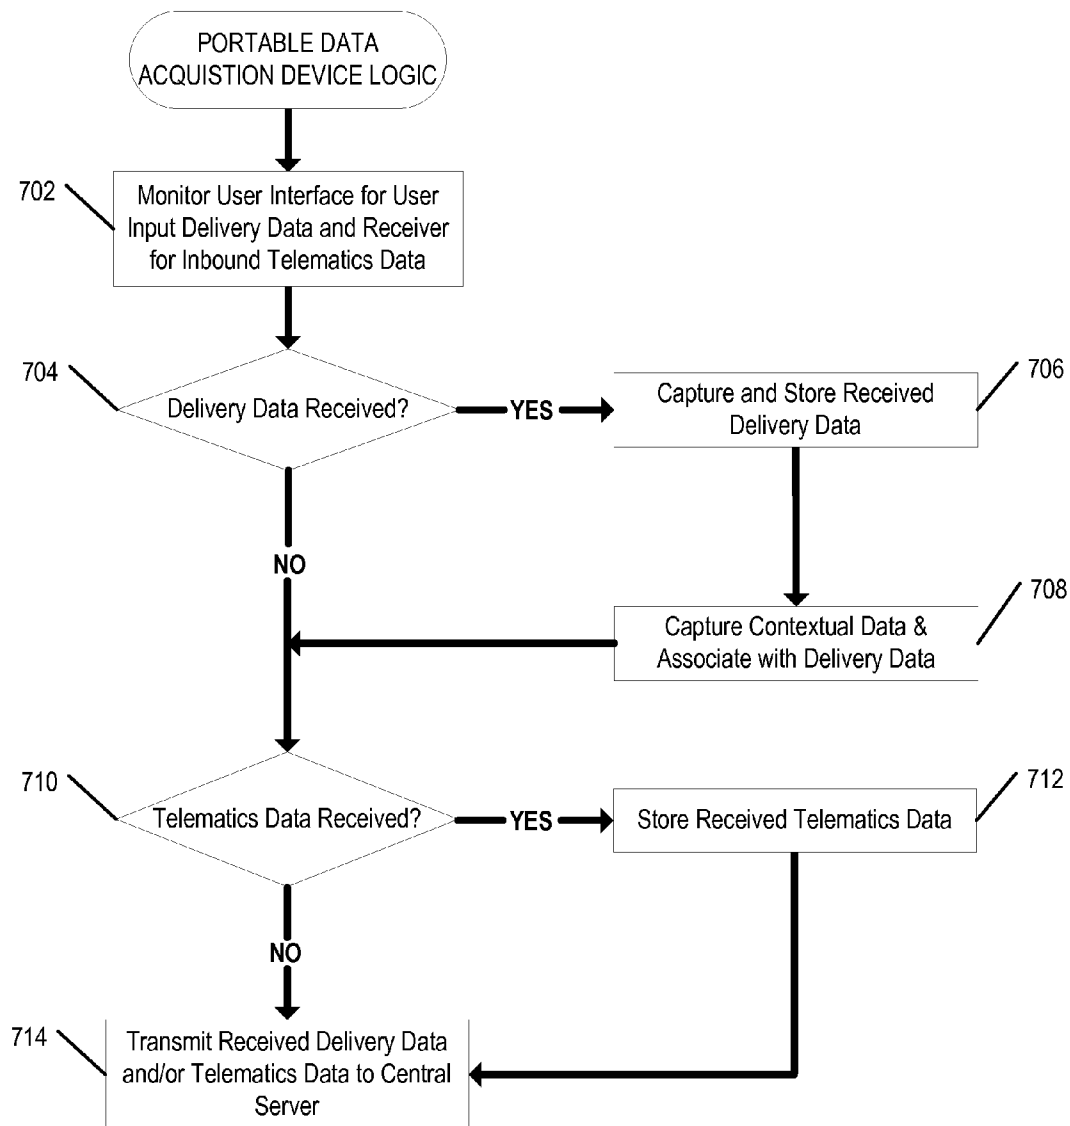 PORTABLE DATA
ACQUISTION DEVICE LOGIC
702
Monitor User Interface for User
Input Delivery Data and Receiver
for Inbound Telematics Data
704
Delivery Data Received?
YES
706
Capture and Store Received
Delivery Data
NO
708
Capture Contextual Data &
Associate with Delivery Data
710
Telematics Data Received?
YES
712
Store Received Telematics Data
NO
714
Transmit Received Delivery Data
and/or Telematics Data to Central
Server